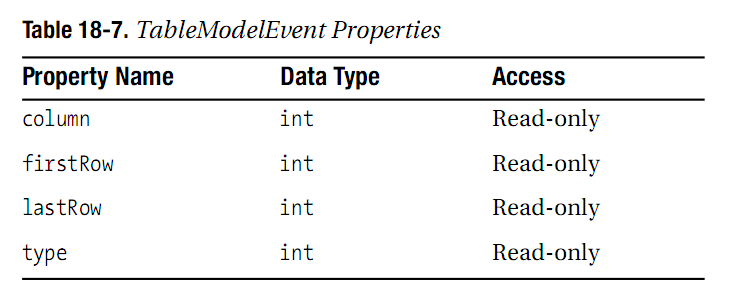 Table 18-7. TableModelEvent Properties
Property Name Data Type Access
column int Read-only
firstRow int Read-only
lastRow int Read-only
type int Read-only